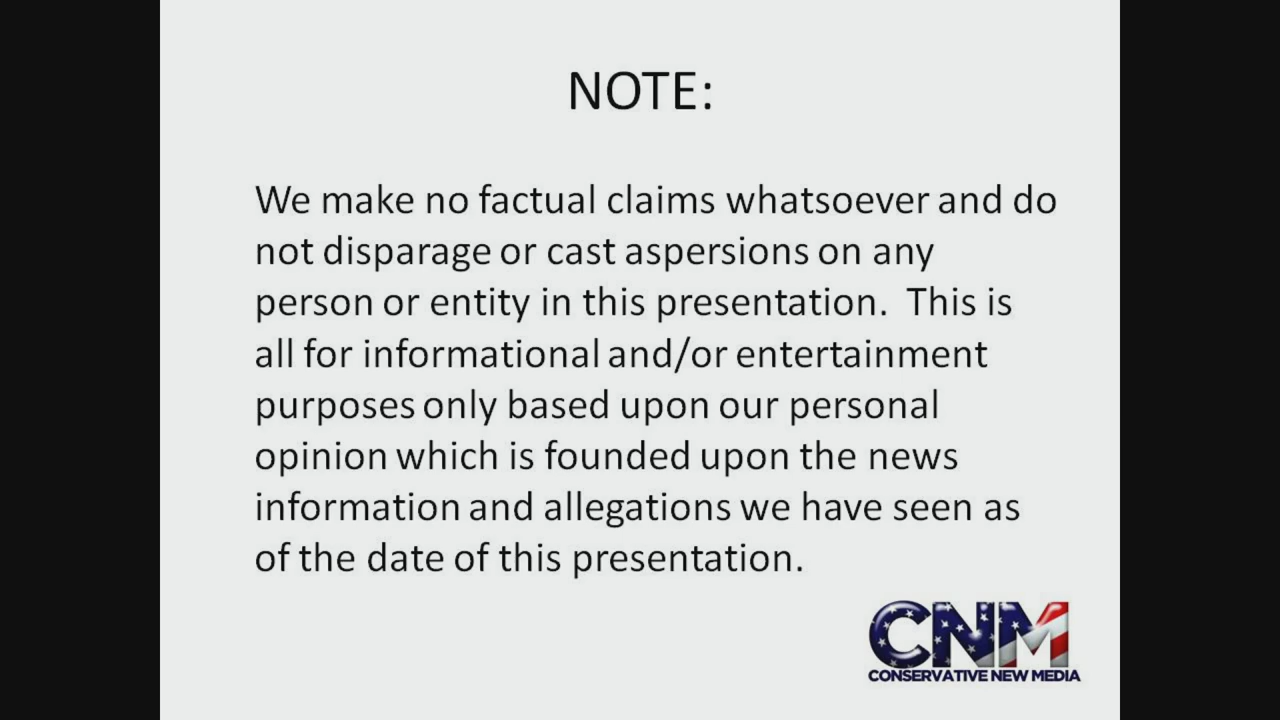 NOTE:
We make no factual claims whatsoever and do
not disparage or cast aspersions on any
person or entity in this presentation.  This is
all for informational and/or entertainment
purposes only based upon our personal
opinion which is founded upon the news
information and allegations we have seen as
of the date of this presentation.
CNM
CONSERVATIVE NEW MEDIA